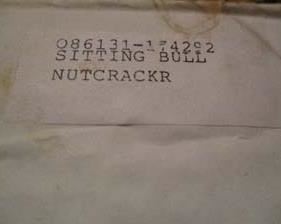 086131-174292
SITTING BULL
NUTCRACKR